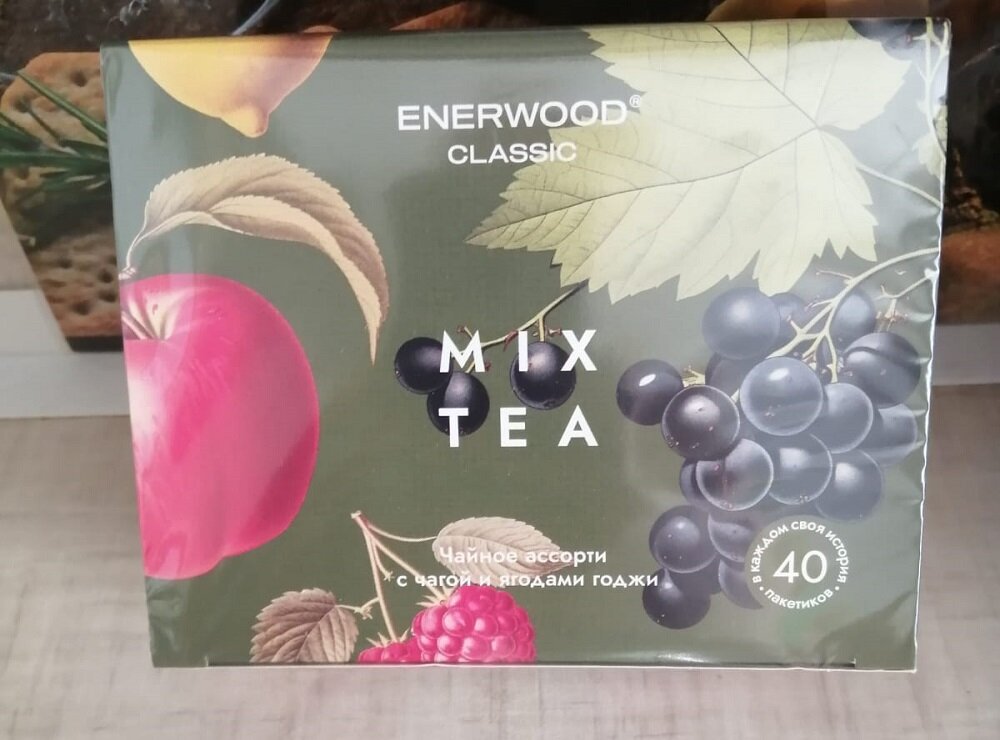 ENERWOOD®
CLASSIC
MIX
TEA
Чайное ассорти
с чагой и ягодами годжи
в каждом своя история
40
пакетиков